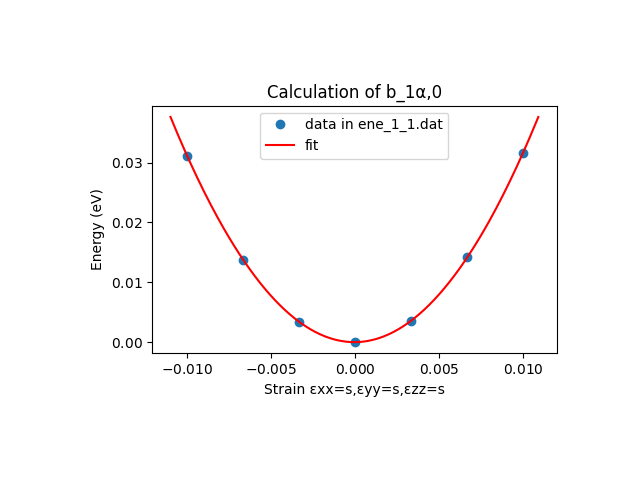 Calculation of b_1α,0
data in ene_1_1.dat
fit
Energy (eV)
0.03
0.02
0.01
0.00
−0.010 −0.005 0.000 0.005 0.010
Strain εxx=s,εyy=s,εzz=s